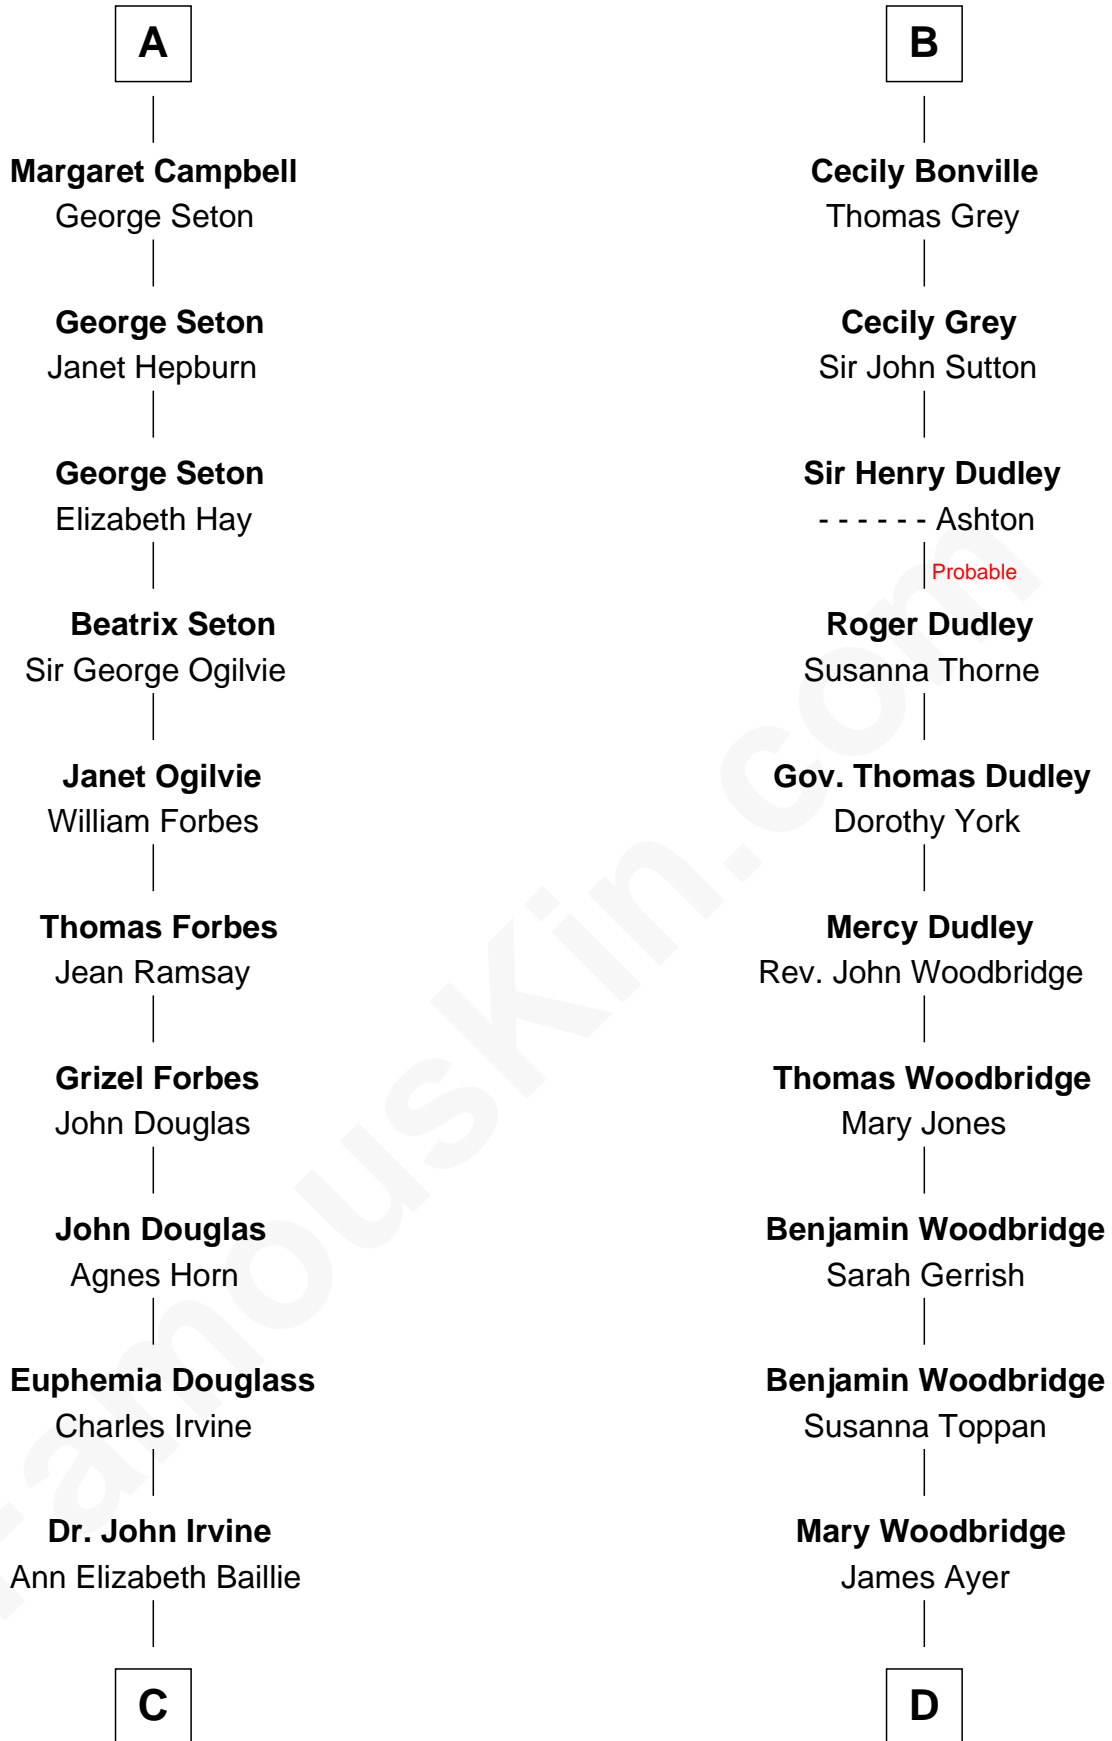 A
Margaret Campbell
George Seton
George Seton
Janet Hepburn
George Seton
Elizabeth Hay
Beatrix Seton
Sir George Ogilvie
Janet Ogilvie
William Forbes
Thomas Forbes
Jean Ramsay
Grizel Forbes
John Douglas
John Douglas
Agnes Horn
Euphemia Douglass
Charles Irvine
Dr. John Irvine
Ann Elizabeth Baillie
C
B
Cecily Bonville
Thomas Grey
Cecily Grey
Sir John Sutton
Sir Henry Dudley
- - - - - - Ashton
Probable
Roger Dudley
Susanna Thorne
Gov. Thomas Dudley
Dorothy York
Mercy Dudley
Rev. John Woodbridge
Thomas Woodbridge
Mary Jones
Benjamin Woodbridge
Sarah Gerrish
Benjamin Woodbridge
Susanna Toppan
Mary Woodbridge
James Ayer
D
FamousKin.com